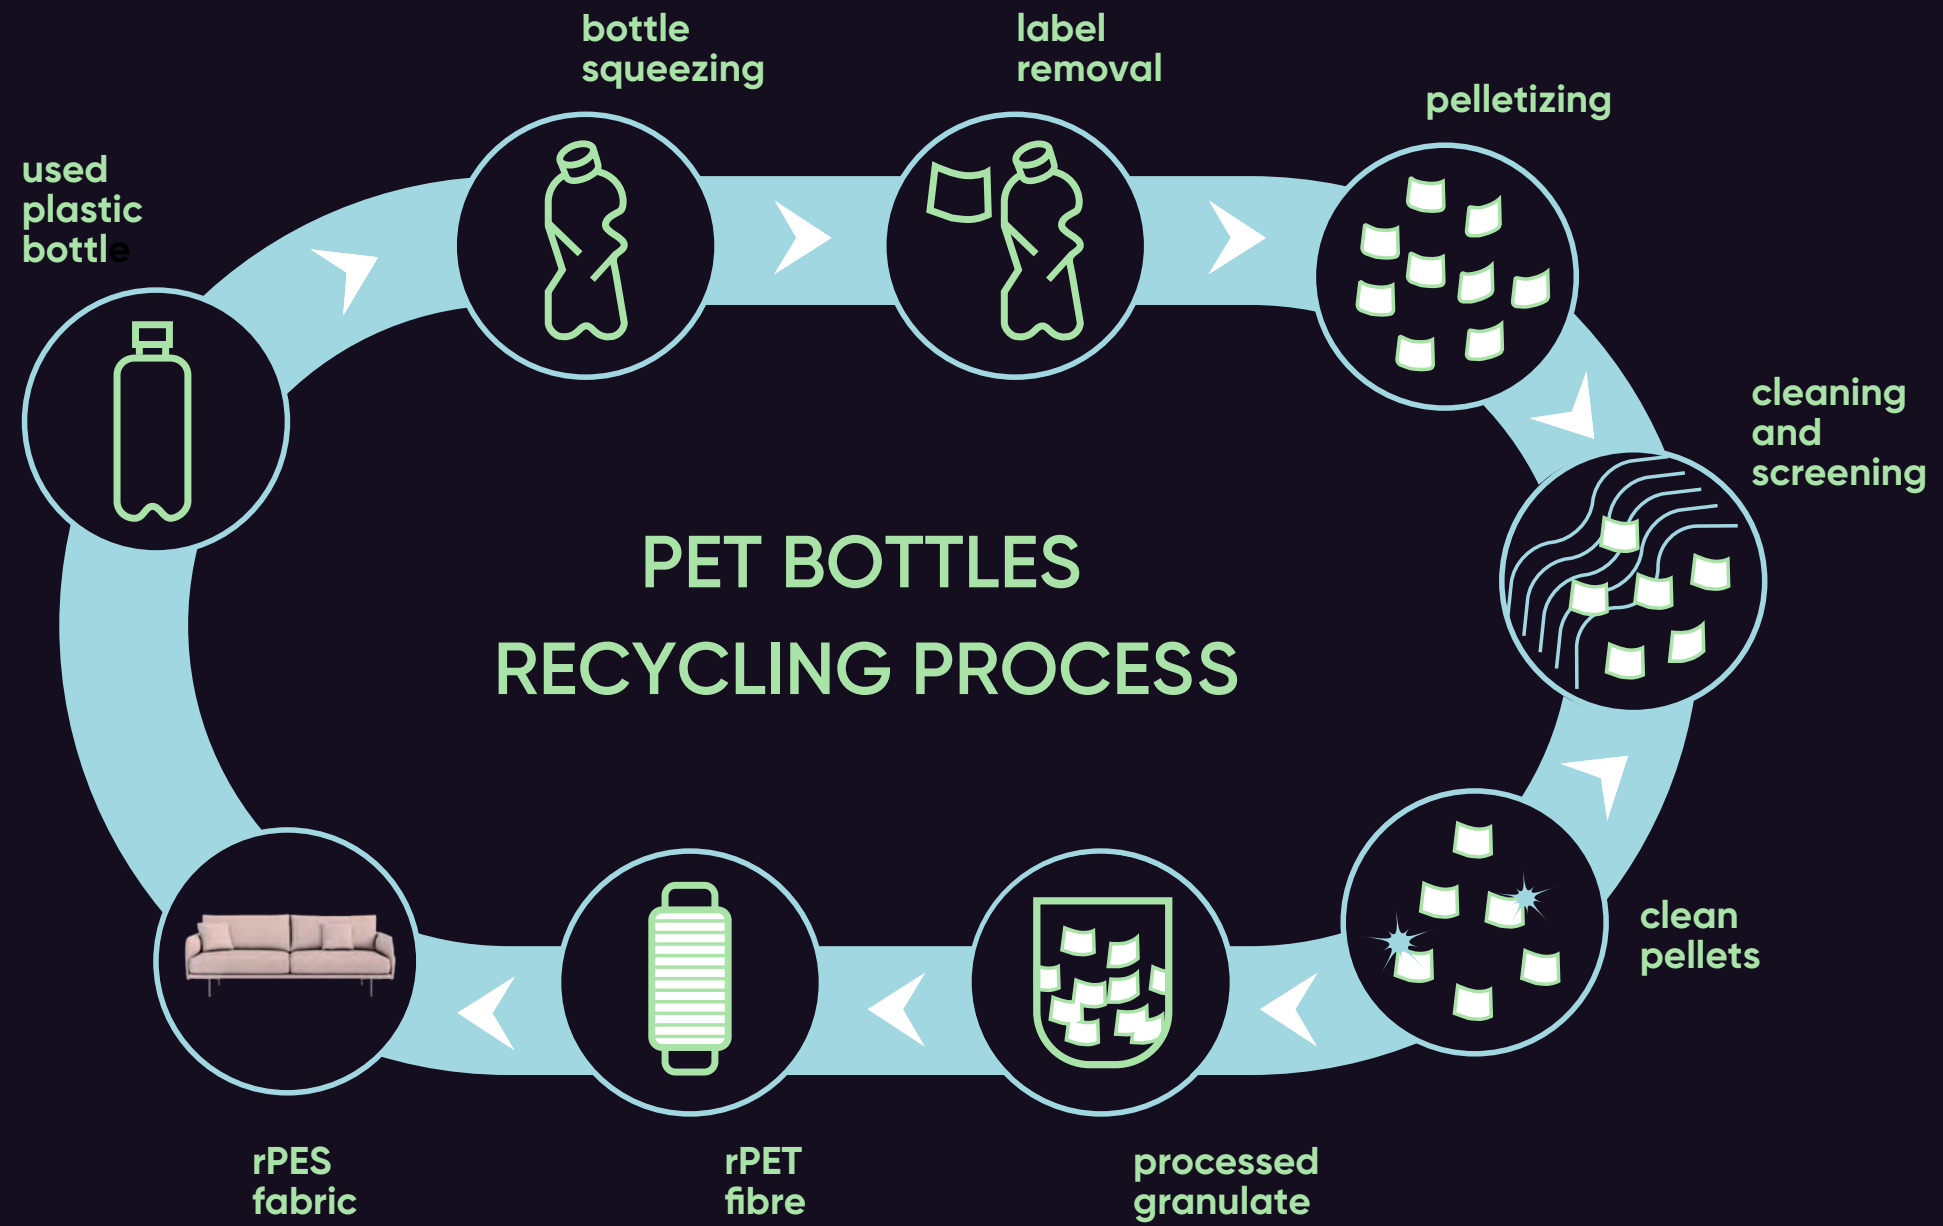 bottle
squeezing
label
removal
pelletizing
used
plastic
bottle
cleaning
and
screening
PET BOTTLES
RECYCLING PROCESS
clean
pellets
processed
granulate
rPET
fibre
rPES
fabric